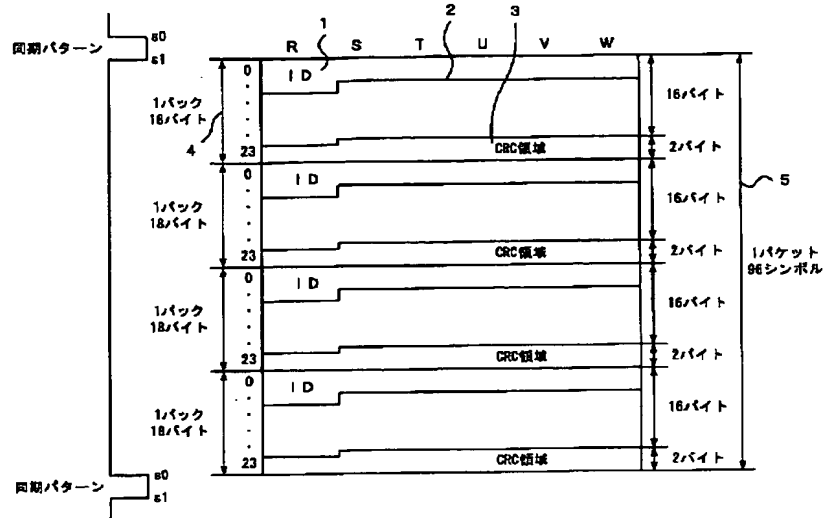 1 2 3
R S T U V W
同期パターン s0
s1
0 ID
1パック
16バイト
4
16バイト
23 CRC領域 2バイト
5
0 ID
1パック
18バイト
16バイト
23 CRC領域 2バイト
1パケット
96シンボル
0 ID
1パック
18バイト
16バイト
23 CRC領域 2バイト
0 ID
1パック
18バイト
16バイト
23 CRC領域 2バイト
同期パターン s0
s1